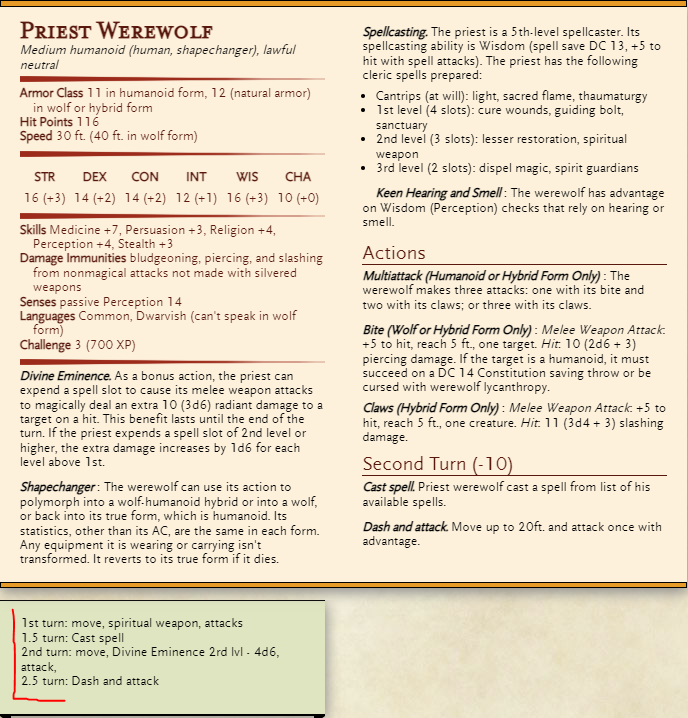 Priest Werewolf
Medium humanoid (human, shapechanger), lawful
neutral
Armor Class 11 in humanoid form, 12 (natural armor)
in wolf or hybrid form
Hit Points 116
Speed 30 ft. (40 ft. in wolf form)
STR DEX CON INT WIS CHA
16 (+3) 14 (+2) 14 (+2) 12 (+1) 16 (+3) 10 (+0)
Skills Medicine +7, Persuasion +3, Religion +4,
Perception +4, Stealth +3
Damage Immunities bludgeoning, piercing, and slashing
from nonmagical attacks not made with silvered
weapons
Senses passive Perception 14
Languages Common, Dwarvish (can't speak in wolf
form)
Challenge 3 (700 XP)
Divine Eminence. As a bonus action, the priest can
expend a spell slot to cause its melee weapon attacks
to magically deal an extra 10 (3d6) radiant damage to a
target on a hit. This benefit lasts until the end of the
turn. If the priest expends a spell slot of 2nd level or
higher, the extra damage increases by 1d6 for each
level above 1st.
Shapechanger : The werewolf can use its action to
polymorph into a wolf-humanoid hybrid or into a wolf,
or back into its true form, which is humanoid. Its
statistics, other than its AC, are the same in each form.
Any equipment it is wearing or carrying isn't
transformed. It reverts to its true form if it dies.
Spellcasting. The priest is a 5th-level spellcaster. Its
spellcasting ability is Wisdom (spell save DC 13, +5 to
hit with spell attacks). The priest has the following
cleric spells prepared:
• Cantrips (at will): light, sacred flame, thaumaturgy
• 1st level (4 slots): cure wounds, guiding bolt,
sanctuary
• 2nd level (3 slots): lesser restoration, spiritual
weapon
• 3rd level (2 slots): dispel magic, spirit guardians
Keen Hearing and Smell : The werewolf has advantage
on Wisdom (Perception) checks that rely on hearing or
smell.
Actions
Multiattack (Humanoid or Hybrid Form Only) : The
werewolf makes three attacks: one with its bite and
two with its claws; or three with its claws.
Bite (Wolf or Hybrid Form Only) : Melee Weapon Attack:
+5 to hit, reach 5 ft., one target. Hit: 10 (2d6 + 3)
piercing damage. If the target is a humanoid, it must
succeed on a DC 14 Constitution saving throw or be
cursed with werewolf lycanthropy.
Claws (Hybrid Form Only) : Melee Weapon Attack: +5 to
hit, reach 5 ft., one creature. Hit: 11 (3d4 + 3) slashing
damage.
Second Turn (-10)
Cast spell. Priest werewolf cast a spell from list of his
available spells.
Dash and attack. Move up to 20ft. and attack once with
advantage.
1st turn: move, spiritual weapon, attacks
1.5 turn: Cast spell
2nd turn: move, Divine Eminence 2rd lvl - 4d6,
attack,
2.5 turn: Dash and attack